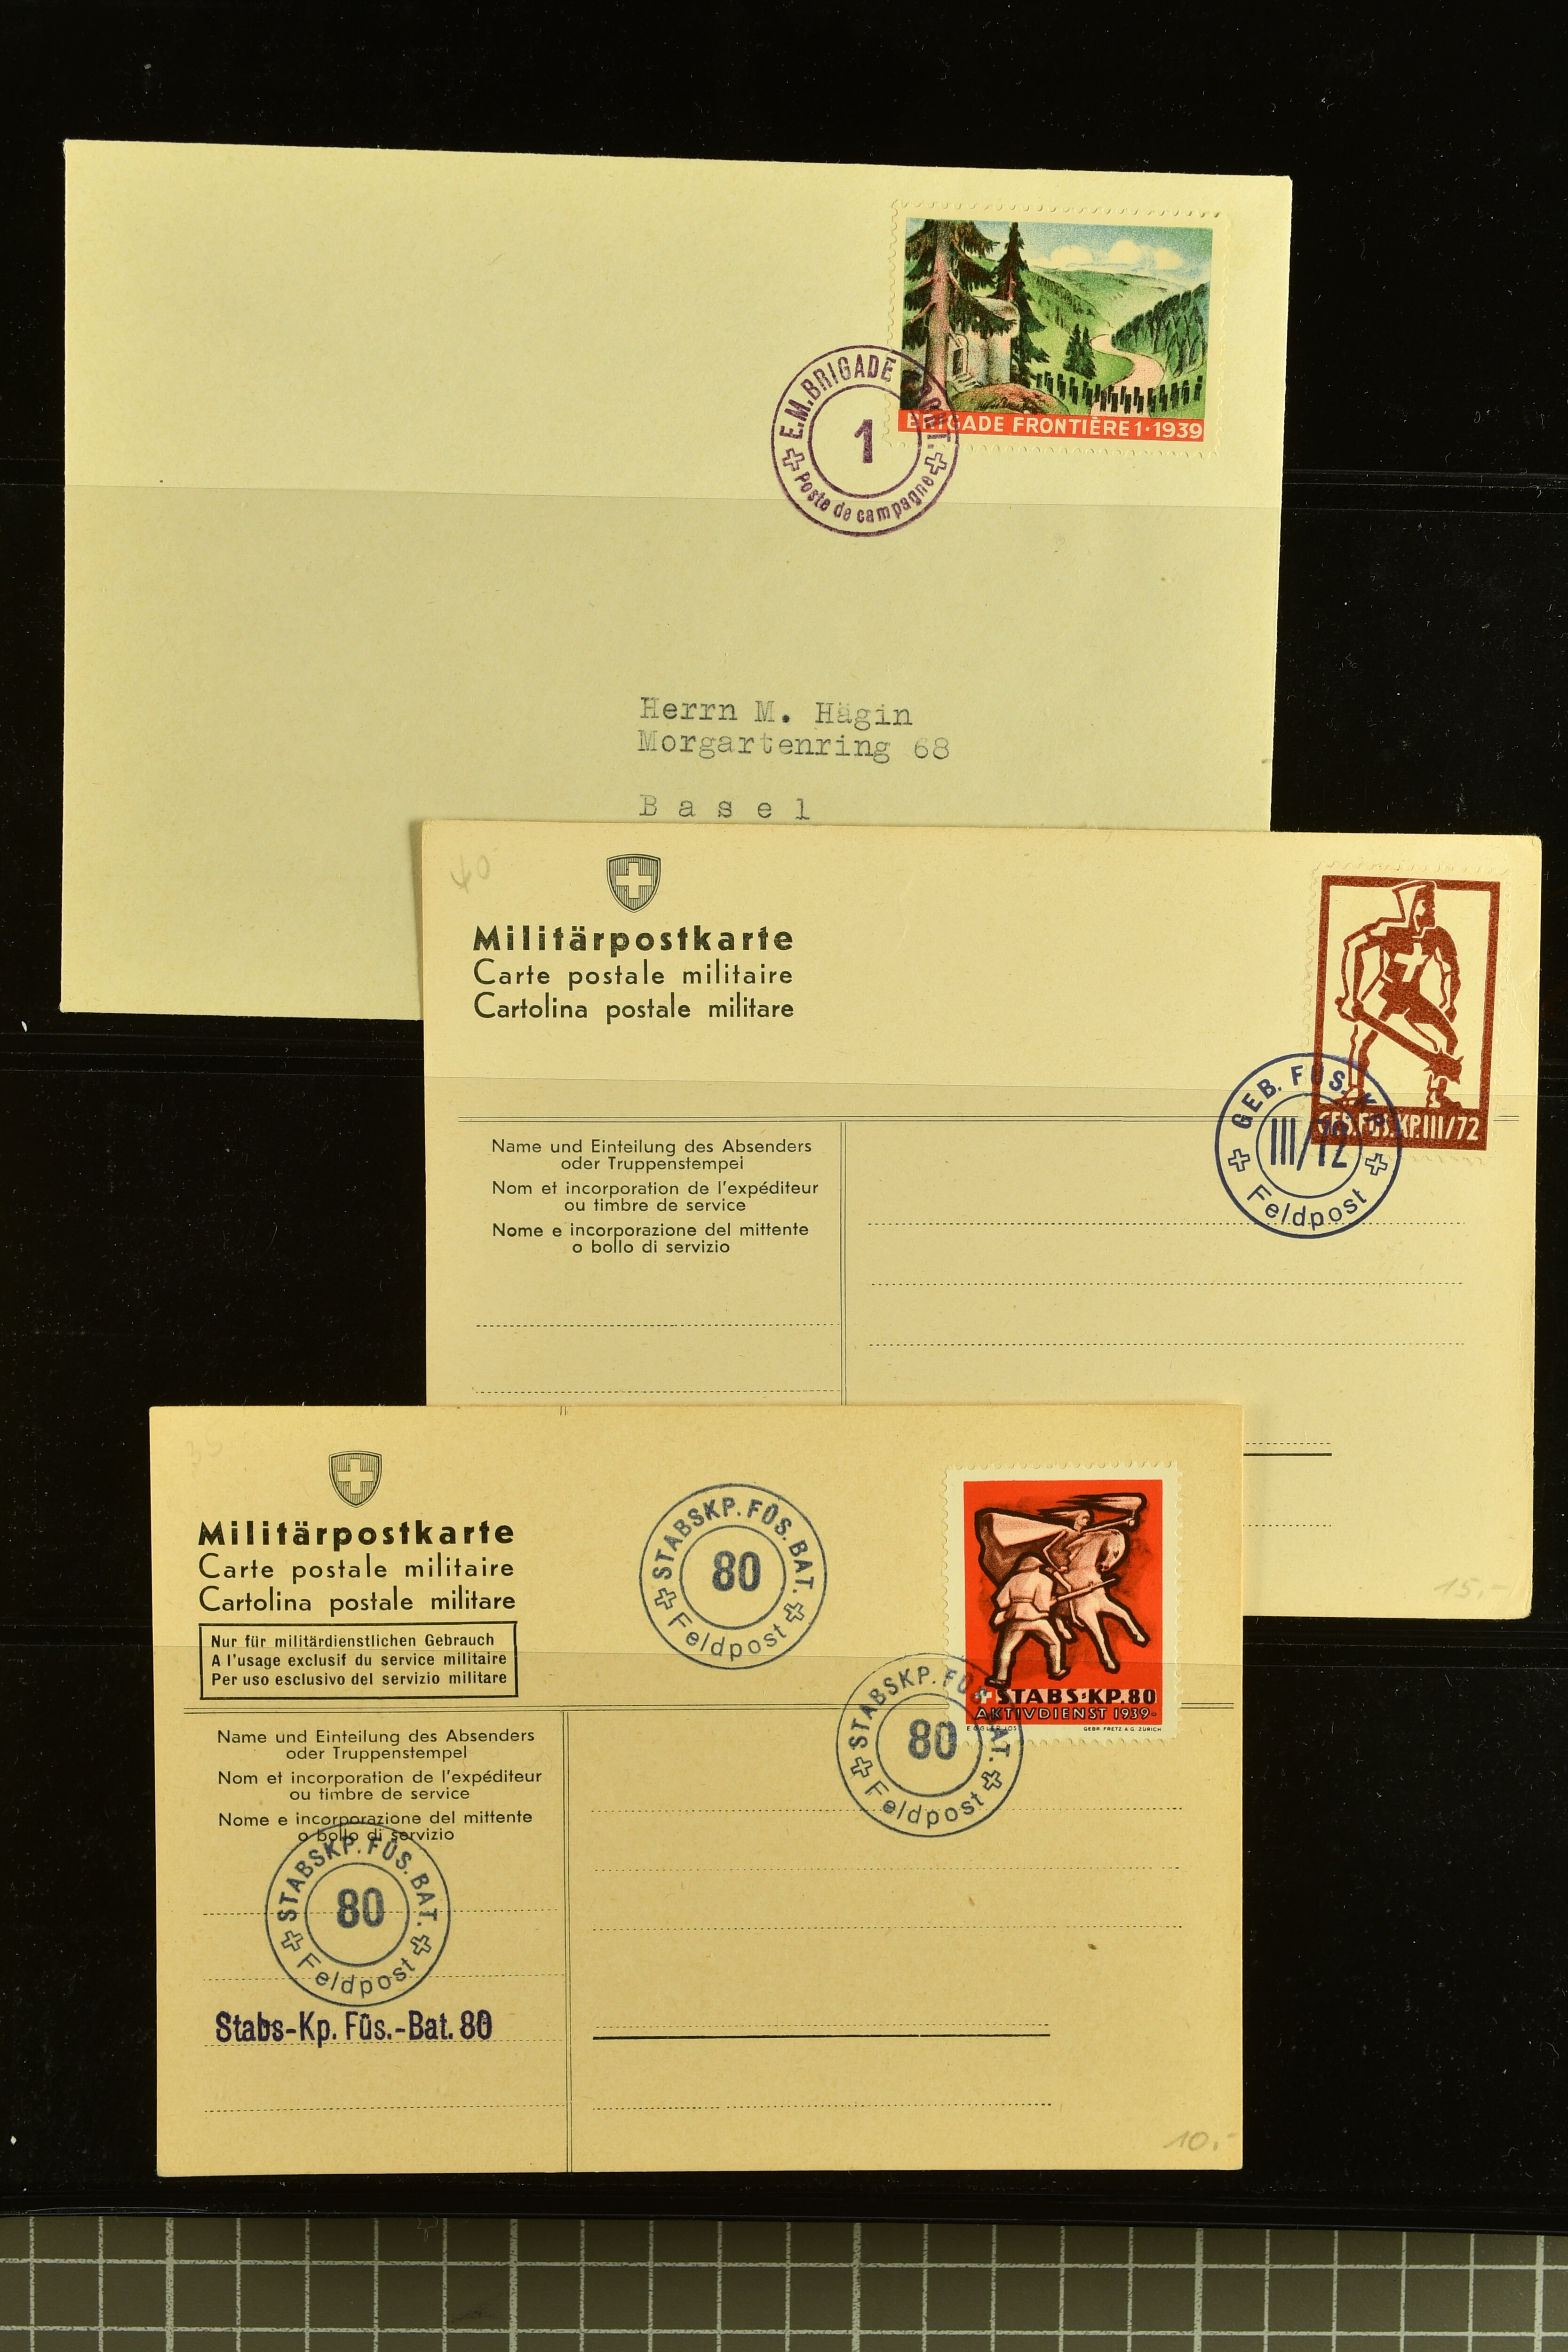 BRIGADE FRONTIÈRE 1·1939
E.M. BRIGADE FRONT.
1
Poste de campagne
Herrn M. Hägin
Morgartenring 68
Basel
40
Militärpostkarte
Carte postale militaire
Cartolina postale militare
GEB. FÜS. KP. III/72
GEB. FÜS. KP.
III/72
Feldpost
Name und Einteilung des Absenders
oder Truppenstempel
Nom et incorporation de l'expéditeur
ou timbre de service
Nome e incorporazione del mittente
o bollo di servizio
15.-
Militärpostkarte
Carte postale militaire
Cartolina postale militare
Nur für militärdienstlichen Gebrauch
A l'usage exclusif du service militaire
Per uso esclusivo del servizio militare
STABSKP. FÜS. BAT.
80
Feldpost
STABS-KP. 80
AKTIVDIENST 1939-
EGGLER JOS
GEBR. FRETZ A.G. ZÜRICH
STABSKP. FÜS. BAT.
80
Feldpost
Name und Einteilung des Absenders
oder Truppenstempel
Nom et incorporation de l'expéditeur
ou timbre de service
Nome e incorporazione del mittente
o bollo di servizio
STABSKP. FÜS. BAT.
80
Feldpost
Stabs-Kp. Füs.-Bat. 80
10.-